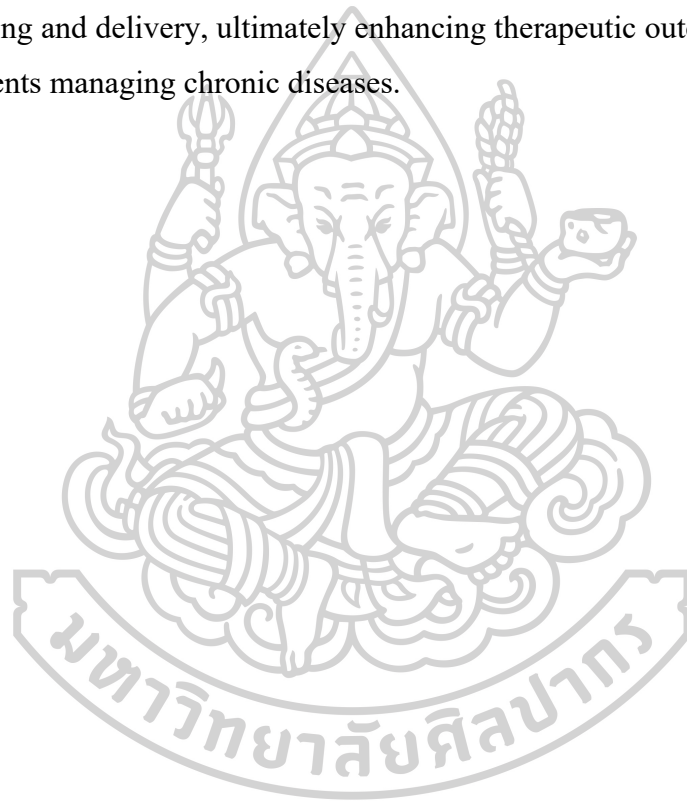 ing and delivery, ultimately enhancing therapeutic out
ents managing chronic diseases.
มหาวิทยาลัยศิลปากร